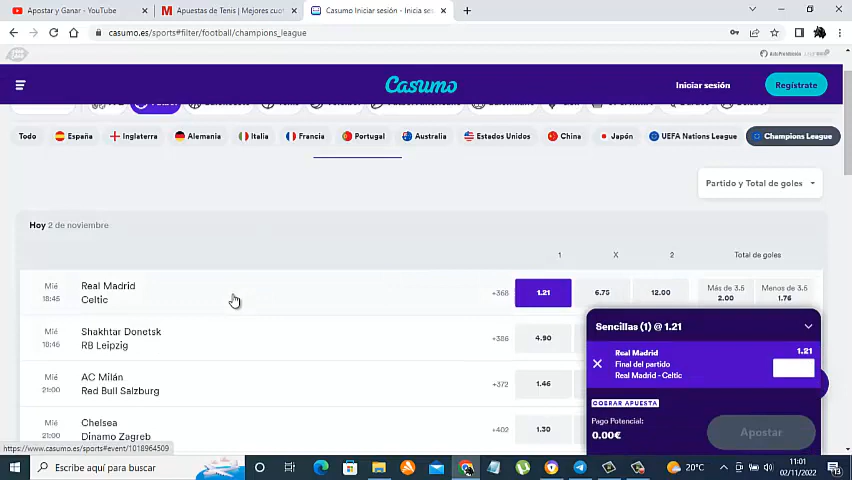 Apostar y Ganar - YouTube
Apuestas de Tenis | Mejores cuot
Casumo Iniciar sesión - Inicia se
casumo.es/sports#filter/football/champions_league
Casumo
Iniciar sesión
Regístrate
Todo
España
Inglaterra
Alemania
Italia
Francia
Portugal
Australia
Estados Unidos
China
Japón
UEFA Nations League
Champions League
Partido y Total de goles
Hoy 2 de noviembre
1 X 2 Total de goles
Mié
18:45
Real Madrid
Celtic
+368
1.21
6.75
12.00
Más de 3.5
2.00
Menos de 3.5
1.76
Mié
18:45
Shakhtar Donetsk
RB Leipzig
+386
4.90
Mié
21:00
AC Milán
Red Bull Salzburg
+372
1.46
Mié
21:00
Chelsea
Dinamo Zagreb
+402
1.30
Sencillas (1) @ 1.21
Real Madrid
1.21
Final del partido
Real Madrid - Celtic
COBRAR APUESTA
Pago Potencial:
0.00€
Apostar
https://www.casumo.es/sports#event/1018964509
Escribe aquí para buscar
20°C
11:01
02/11/2022